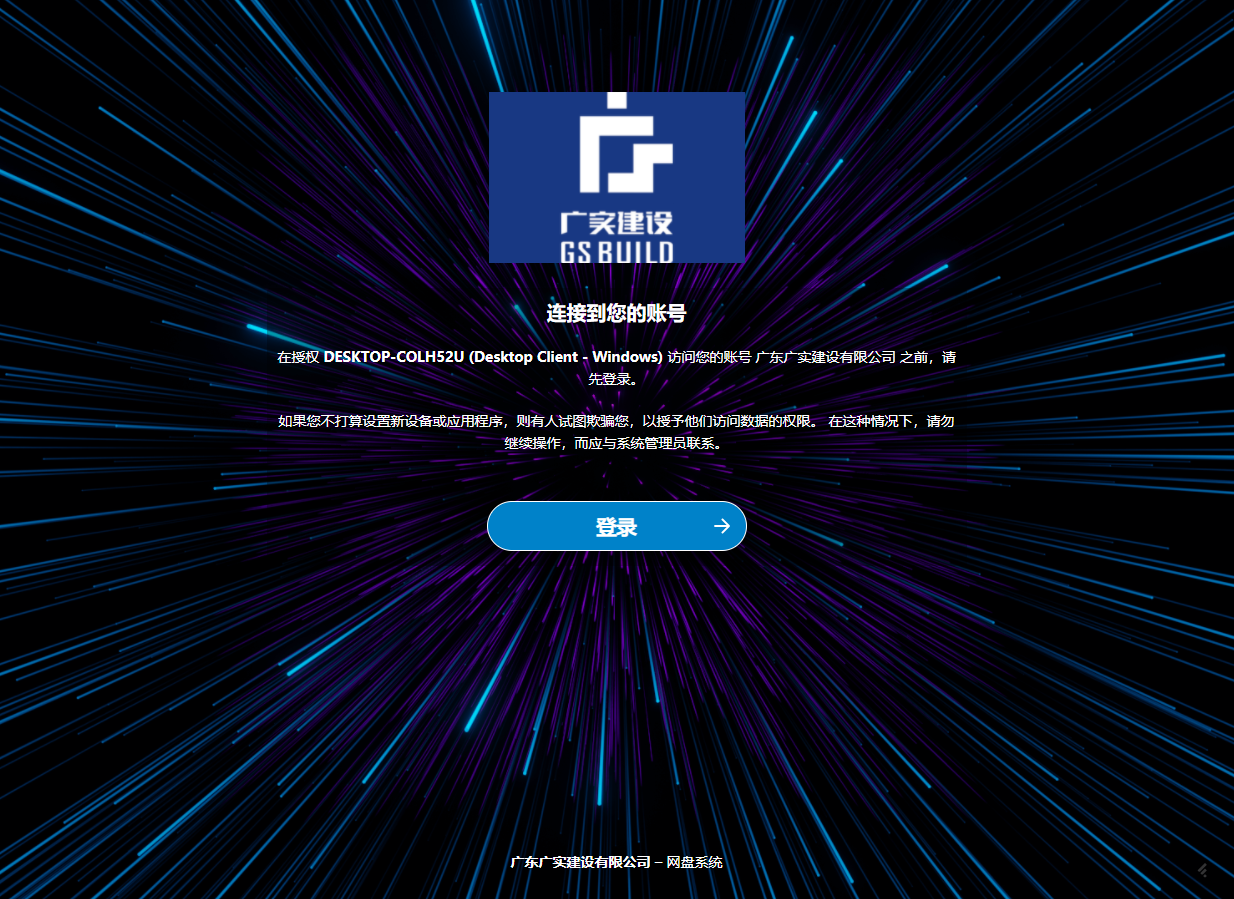 广实建设
GS BUILD
连接到您的账号
在授权 DESKTOP-COLH52U (Desktop Client - Windows) 访问您的账号 广东广实建设有限公司 之前，请
先登录。
如果您不打算设置新设备或应用程序，则有人试图欺骗您，以授予他们访问数据的权限。 在这种情况下，请勿
继续操作，而应与系统管理员联系。
登录
广东广实建设有限公司 – 网盘系统